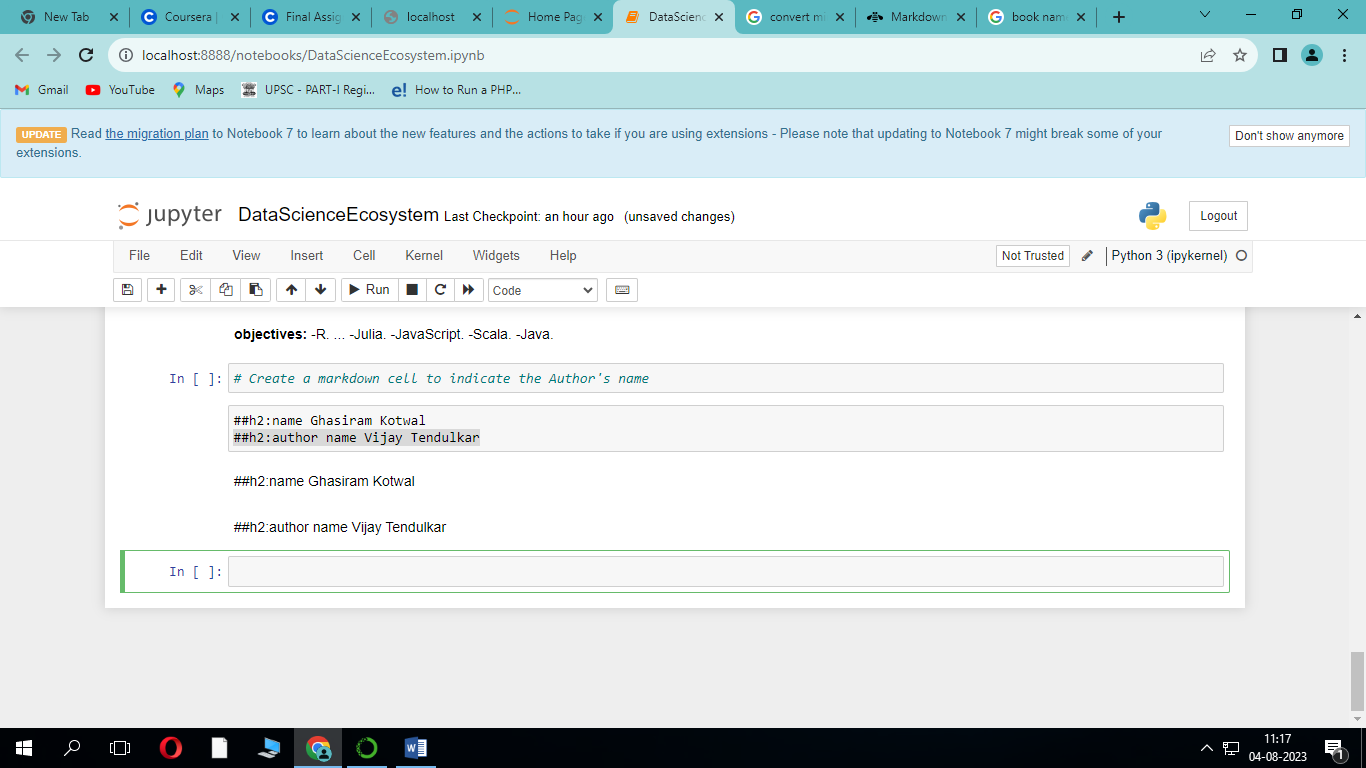 New Tab
Coursera |
Final Assig
localhost
Home Pag
DataScienc
convert m
Markdown
book nam
localhost:8888/notebooks/DataScienceEcosystem.ipynb
Gmail YouTube Maps UPSC - PART-I Regi... e! How to Run a PHP...
UPDATE Read the migration plan to Notebook 7 to learn about the new features and the actions to take if you are using extensions - Please note that updating to Notebook 7 might break some of your
extensions.
Don't show anymore
jupyter DataScienceEcosystem Last Checkpoint: an hour ago (unsaved changes)
Logout
File Edit View Insert Cell Kernel Widgets Help
Not Trusted
Python 3 (ipykernel)
Run
Code
objectives: -R. ... -Julia. -JavaScript. -Scala. -Java.
In [ ]: # Create a markdown cell to indicate the Author's name
##h2:name Ghasiram Kotwal
##h2:author name Vijay Tendulkar
##h2:name Ghasiram Kotwal
##h2:author name Vijay Tendulkar
In [ ]:
11:17
04-08-2023
1